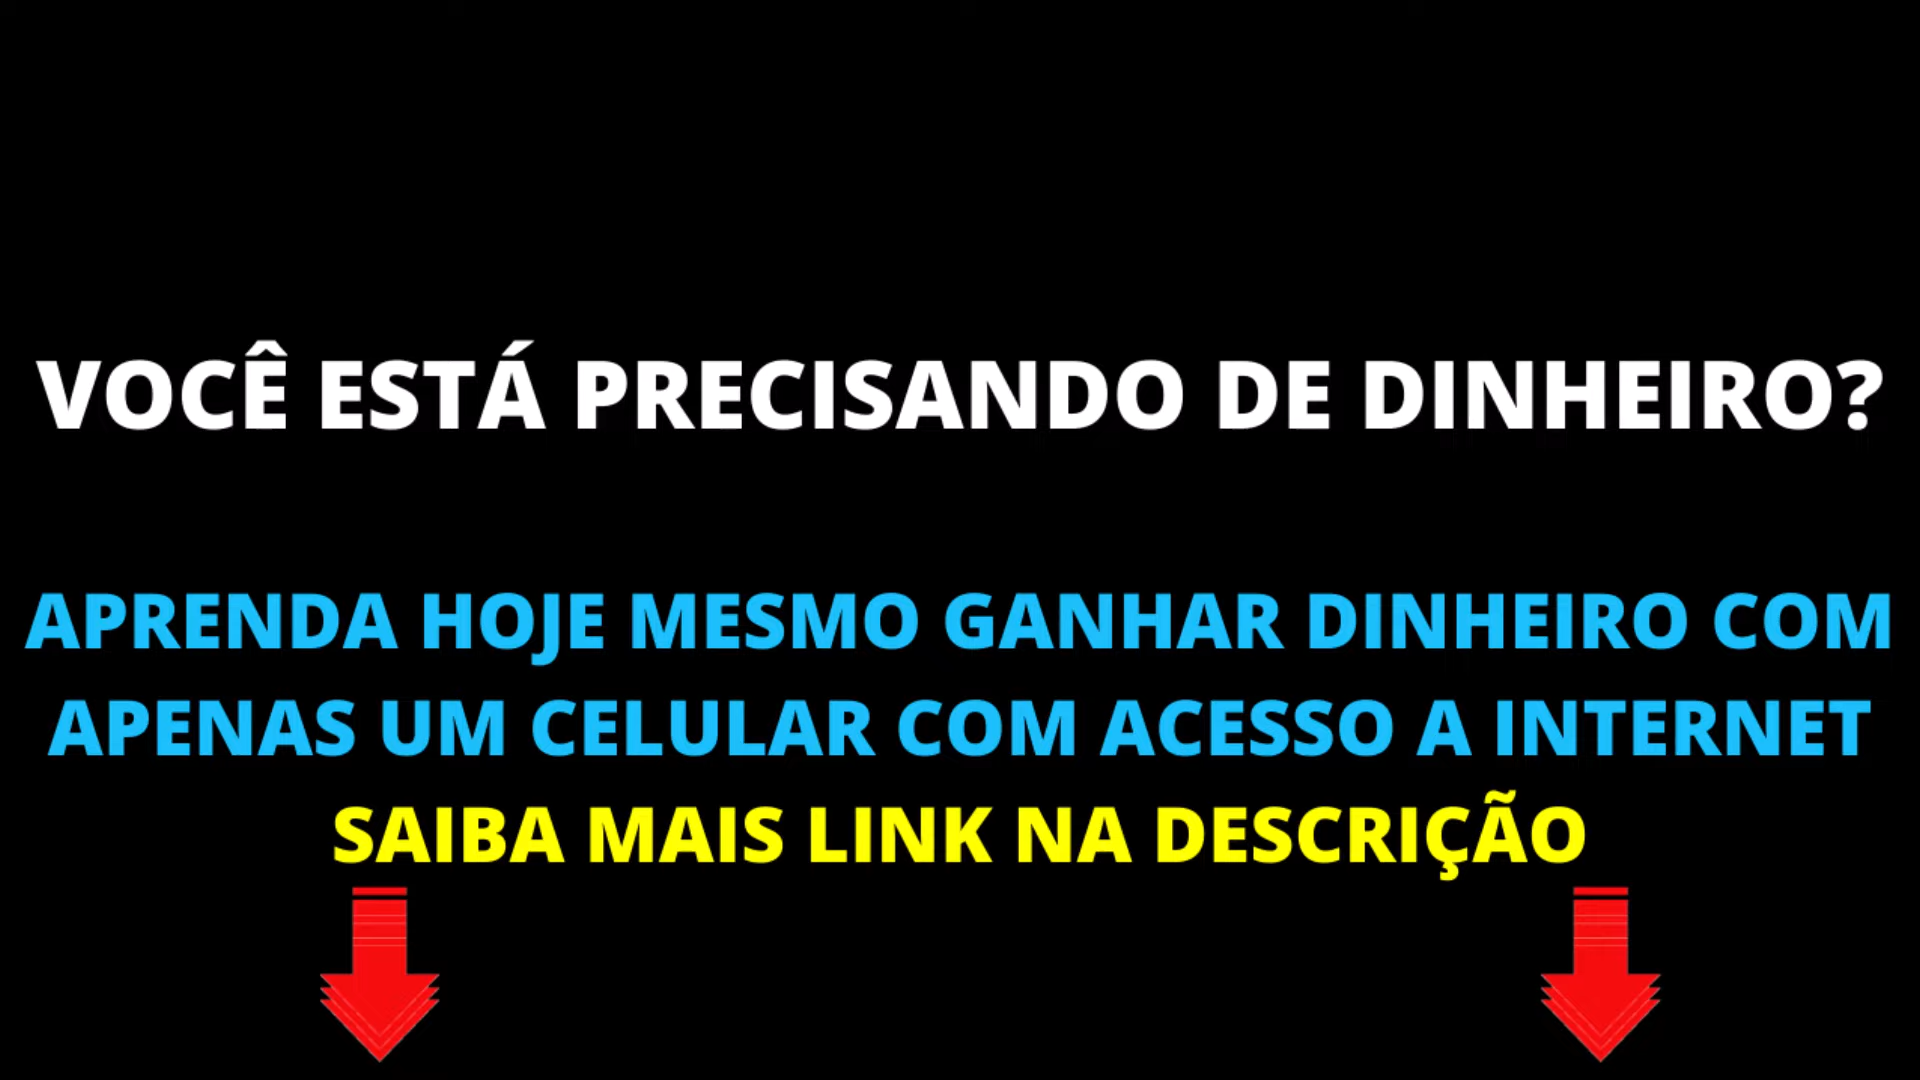 VOCÊ ESTÁ PRECISANDO DE DINHEIRO?
APRENDA HOJE MESMO GANHAR DINHEIRO COM
APENAS UM CELULAR COM ACESSO A INTERNET
SAIBA MAIS LINK NA DESCRIÇÃO